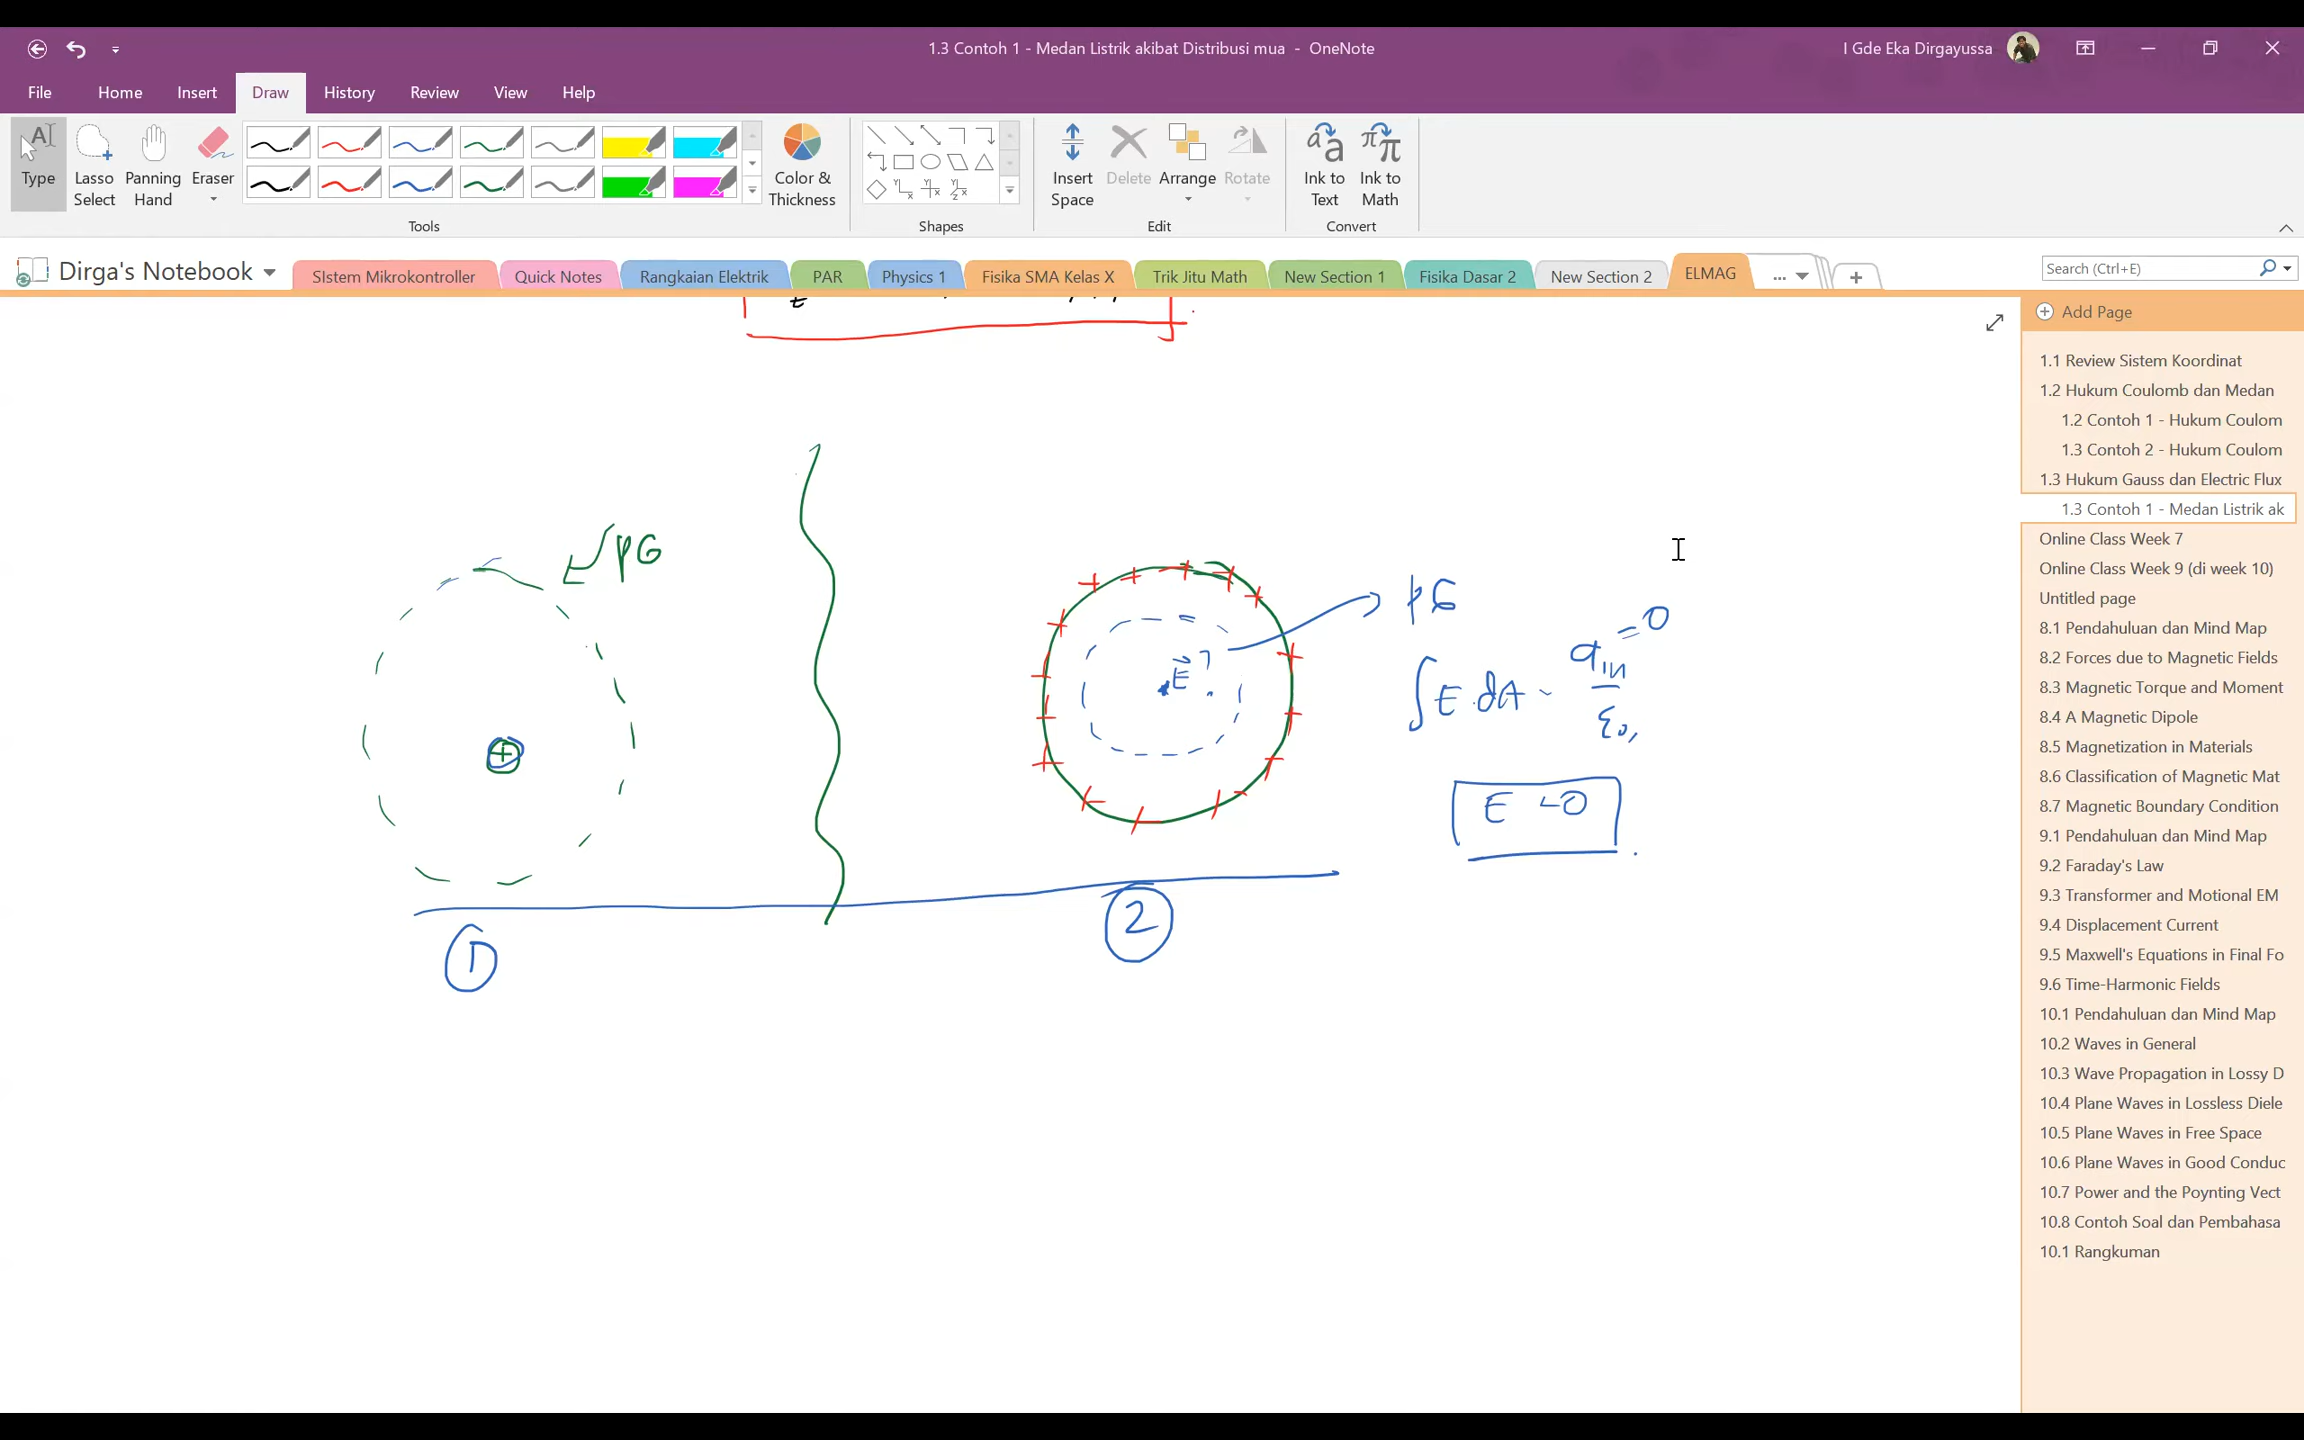 1.3 Contoh 1 - Medan Listrik akibat Distribusi mua - OneNote
I Gde Eka Dirgayussa
File Home Insert Draw History Review View Help
Type
Lasso Select
Panning Hand
Eraser
Color & Thickness
Insert Space
Delete
Arrange
Rotate
Ink to Text
Ink to Math
Tools
Shapes
Edit
Convert
Dirga's Notebook
SIstem Mikrokontroller
Quick Notes
Rangkaian Elektrik
PAR
Physics 1
Fisika SMA Kelas X
Trik Jitu Math
New Section 1
Fisika Dasar 2
New Section 2
ELMAG
...
Search (Ctrl+E)
Add Page
1.1 Review Sistem Koordinat
1.2 Hukum Coulomb dan Medan
1.2 Contoh 1 - Hukum Coulom
1.3 Contoh 2 - Hukum Coulom
1.3 Hukum Gauss dan Electric Flux
1.3 Contoh 1 - Medan Listrik ak
Online Class Week 7
Online Class Week 9 (di week 10)
Untitled page
8.1 Pendahuluan dan Mind Map
8.2 Forces due to Magnetic Fields
8.3 Magnetic Torque and Moment
8.4 A Magnetic Dipole
8.5 Magnetization in Materials
8.6 Classification of Magnetic Mat
8.7 Magnetic Boundary Condition
9.1 Pendahuluan dan Mind Map
9.2 Faraday's Law
9.3 Transformer and Motional EM
9.4 Displacement Current
9.5 Maxwell's Equations in Final Fo
9.6 Time-Harmonic Fields
10.1 Pendahuluan dan Mind Map
10.2 Waves in General
10.3 Wave Propagation in Lossy D
10.4 Plane Waves in Lossless Diele
10.5 Plane Waves in Free Space
10.6 Plane Waves in Good Conduc
10.7 Power and the Poynting Vect
10.8 Contoh Soal dan Pembahasa
10.1 Rangkuman
PG
+
E ?
PG
∫ E . dA = q in = 0 / ε0
E = 0
1
2